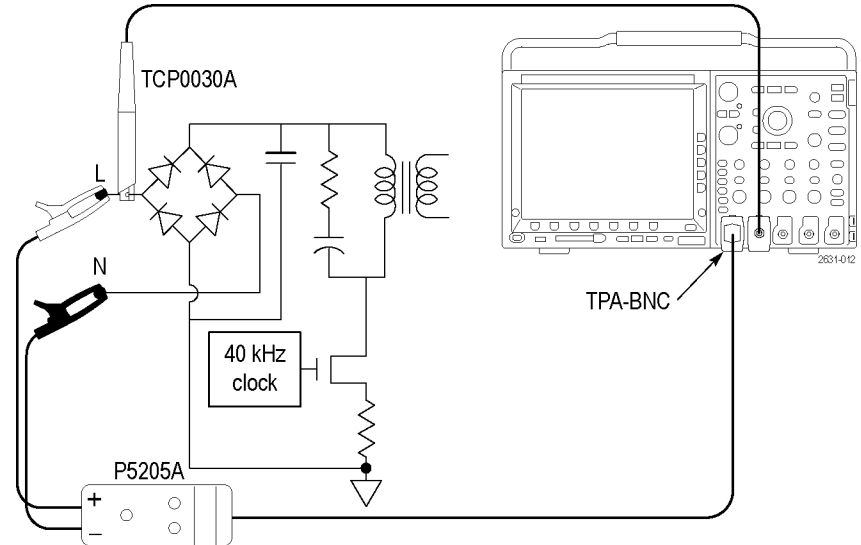 TCP0030A
L
N
40 kHz
clock
P5205A
+
–
TPA-BNC
2631-012